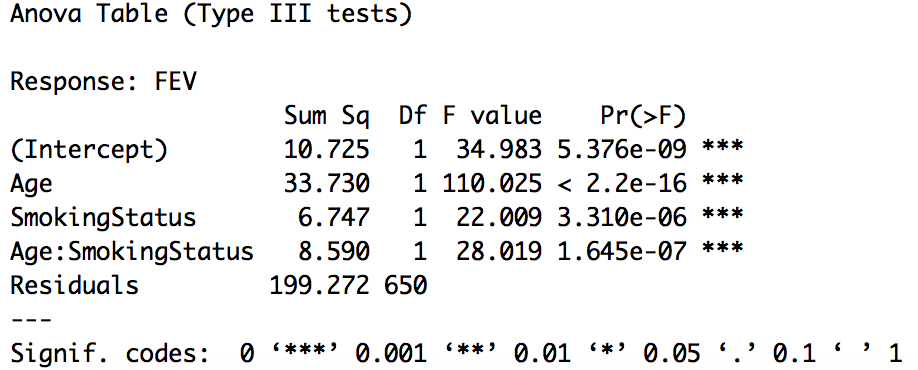 Anova Table (Type III tests)
Response: FEV
Sum Sq Df F value Pr(>F)
(Intercept) 10.725 1 34.983 5.376e-09 ***
Age 33.730 1 110.025 < 2.2e-16 ***
SmokingStatus 6.747 1 22.009 3.310e-06 ***
Age:SmokingStatus 8.590 1 28.019 1.645e-07 ***
Residuals 199.272 650
---
Signif. codes: 0 ‘***’ 0.001 ‘**’ 0.01 ‘*’ 0.05 ‘.’ 0.1 ‘ ’ 1